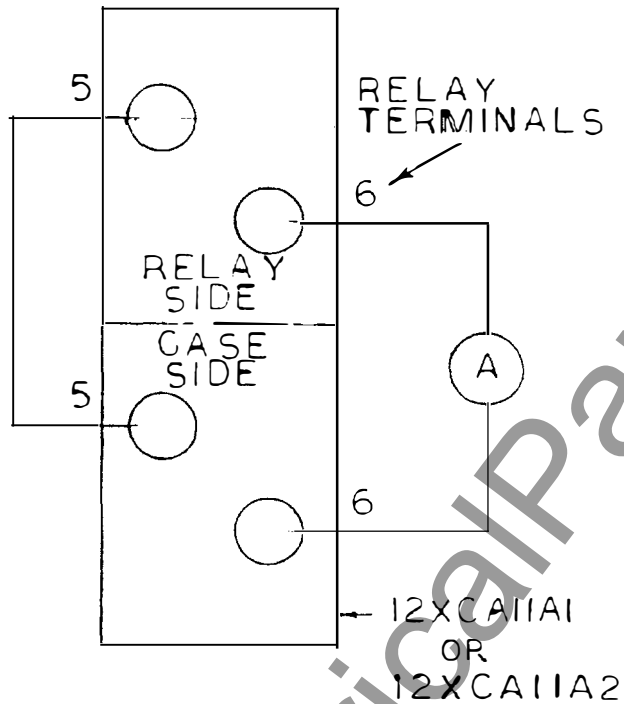 5
RELAY
TERMINALS
6
RELAY
SIDE
CASE
SIDE
A
5
6
12XCA11A1
OR
12XCA11A2